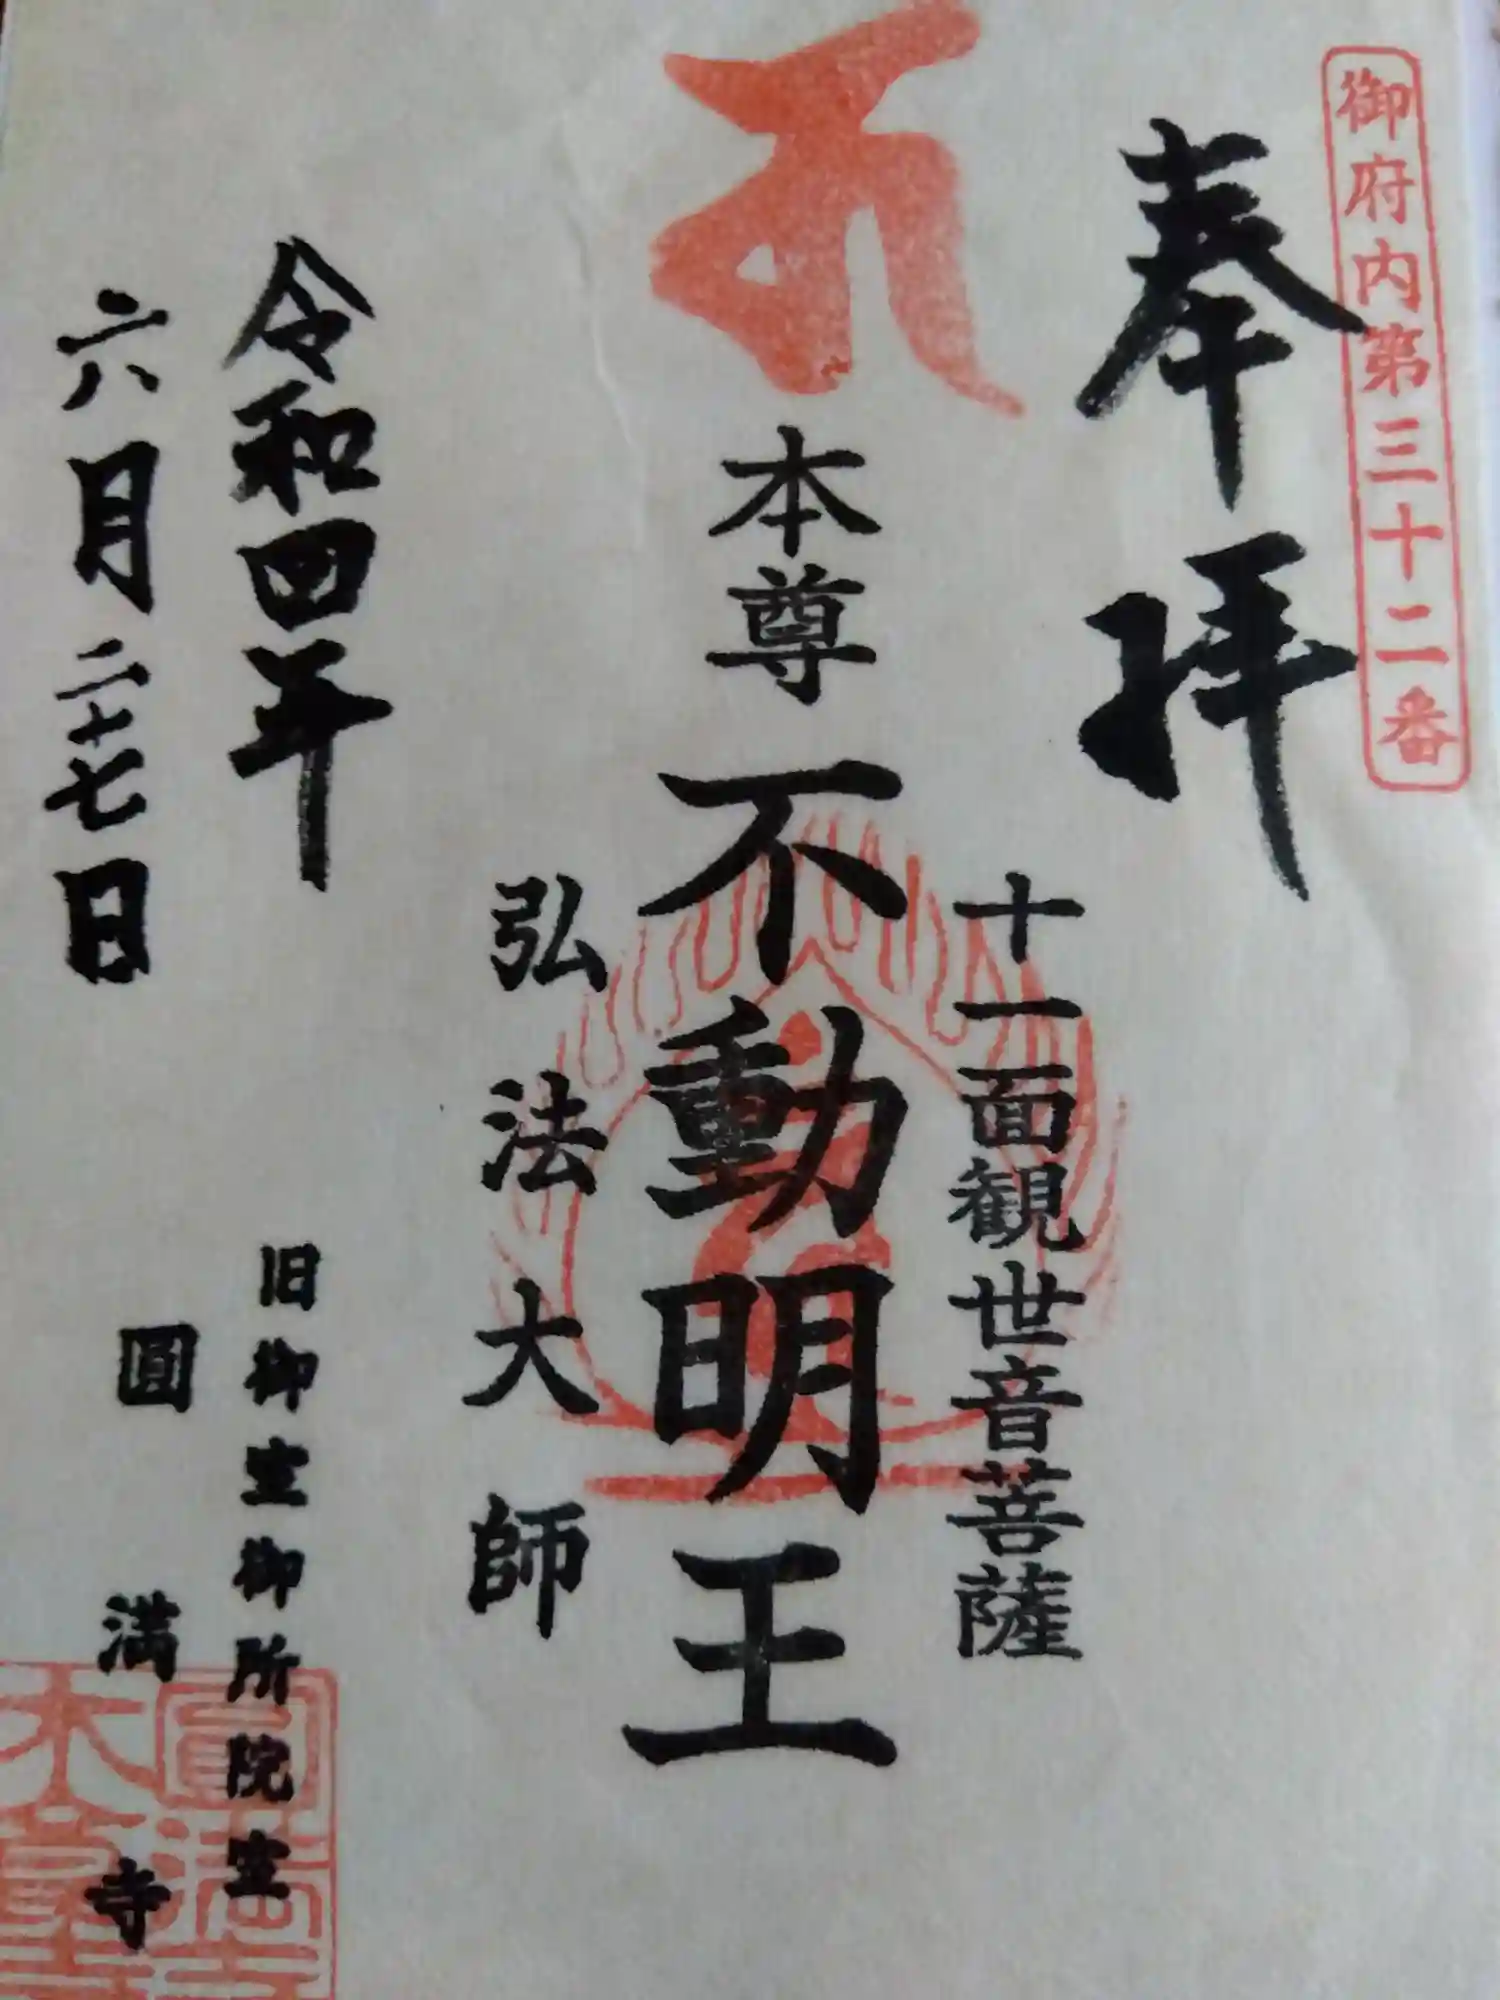 御府内第三十二番
奉拝
十一面観世音菩薩
本尊 不動明王
弘法大師
令和四年
六月二十七日
旧御室御所院室
圓満寺